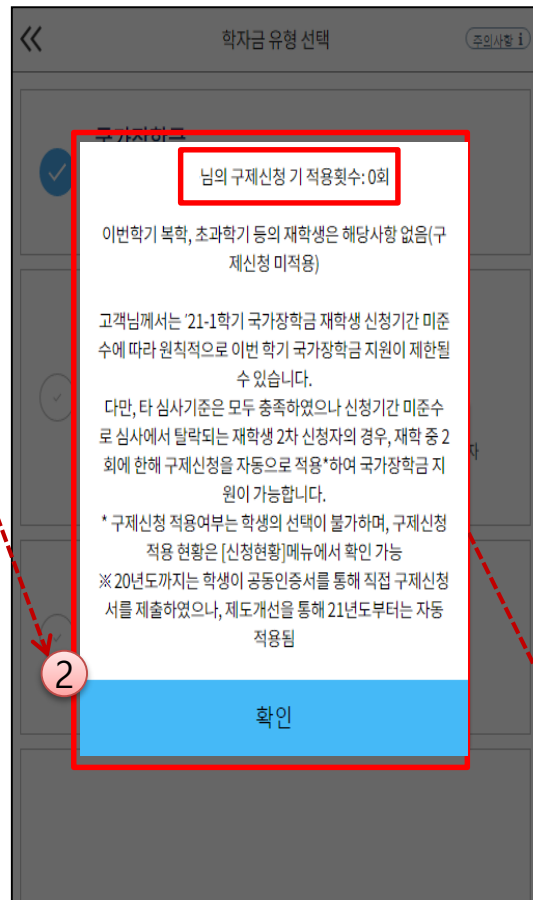 학자금 유형 선택
주의사항 i
국가장학금
님의 구제신청 기 적용횟수: 0회
이번학기 복학, 초과학기 등의 재학생은 해당사항 없음(구
제신청 미적용)
고객님께서는 '21-1학기 국가장학금 재학생 신청기간 미준
수에 따라 원칙적으로 이번 학기 국가장학금 지원이 제한될
수 있습니다.
다만, 타 심사기준은 모두 충족하였으나 신청기간 미준수
로 심사에서 탈락되는 재학생 2차 신청자의 경우, 재학 중 2
회에 한해 구제신청을 자동으로 적용*하여 국가장학금 지
원이 가능합니다.
* 구제신청 적용여부는 학생의 선택이 불가하며, 구제신청
적용 현황은 [신청현황]메뉴에서 확인 가능
※ 20년도까지는 학생이 공동인증서를 통해 직접 구제신청
서를 제출하였으나, 제도개선을 통해 21년도부터는 자동
적용됨
2
확인